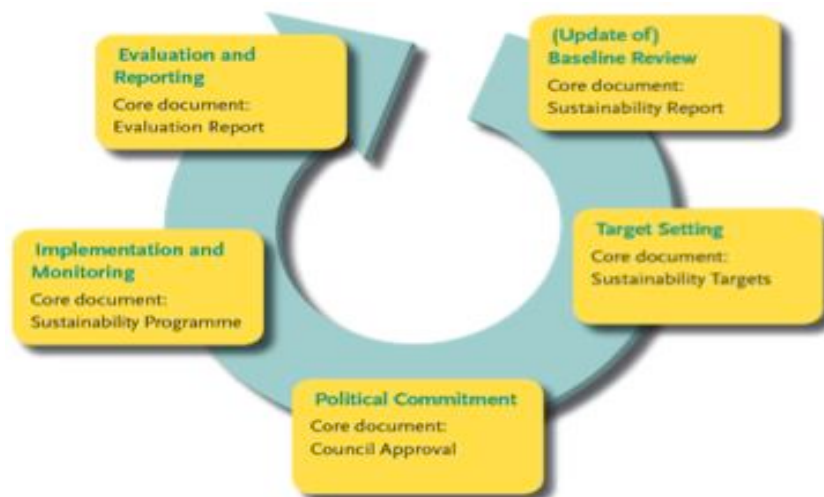 (Update of)
Baseline Review
Core document:
Sustainability Report
Target Setting
Core document:
Sustainability Targets
Political Commitment
Core document:
Council Approval
Implementation and
Monitoring
Core document:
Sustainability Programme
Evaluation and
Reporting
Core document:
Evaluation Report